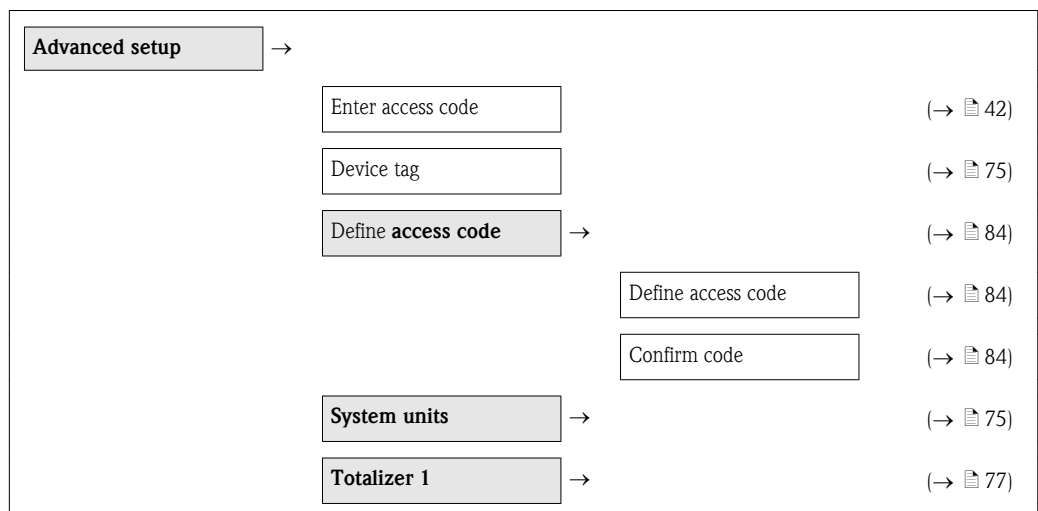 Advanced setup →
Enter access code (→ 🖹 42)
Device tag (→ 🖹 75)
Define access code → (→ 🖹 84)
Define access code (→ 🖹 84)
Confirm code (→ 🖹 84)
System units → (→ 🖹 75)
Totalizer 1 → (→ 🖹 77)